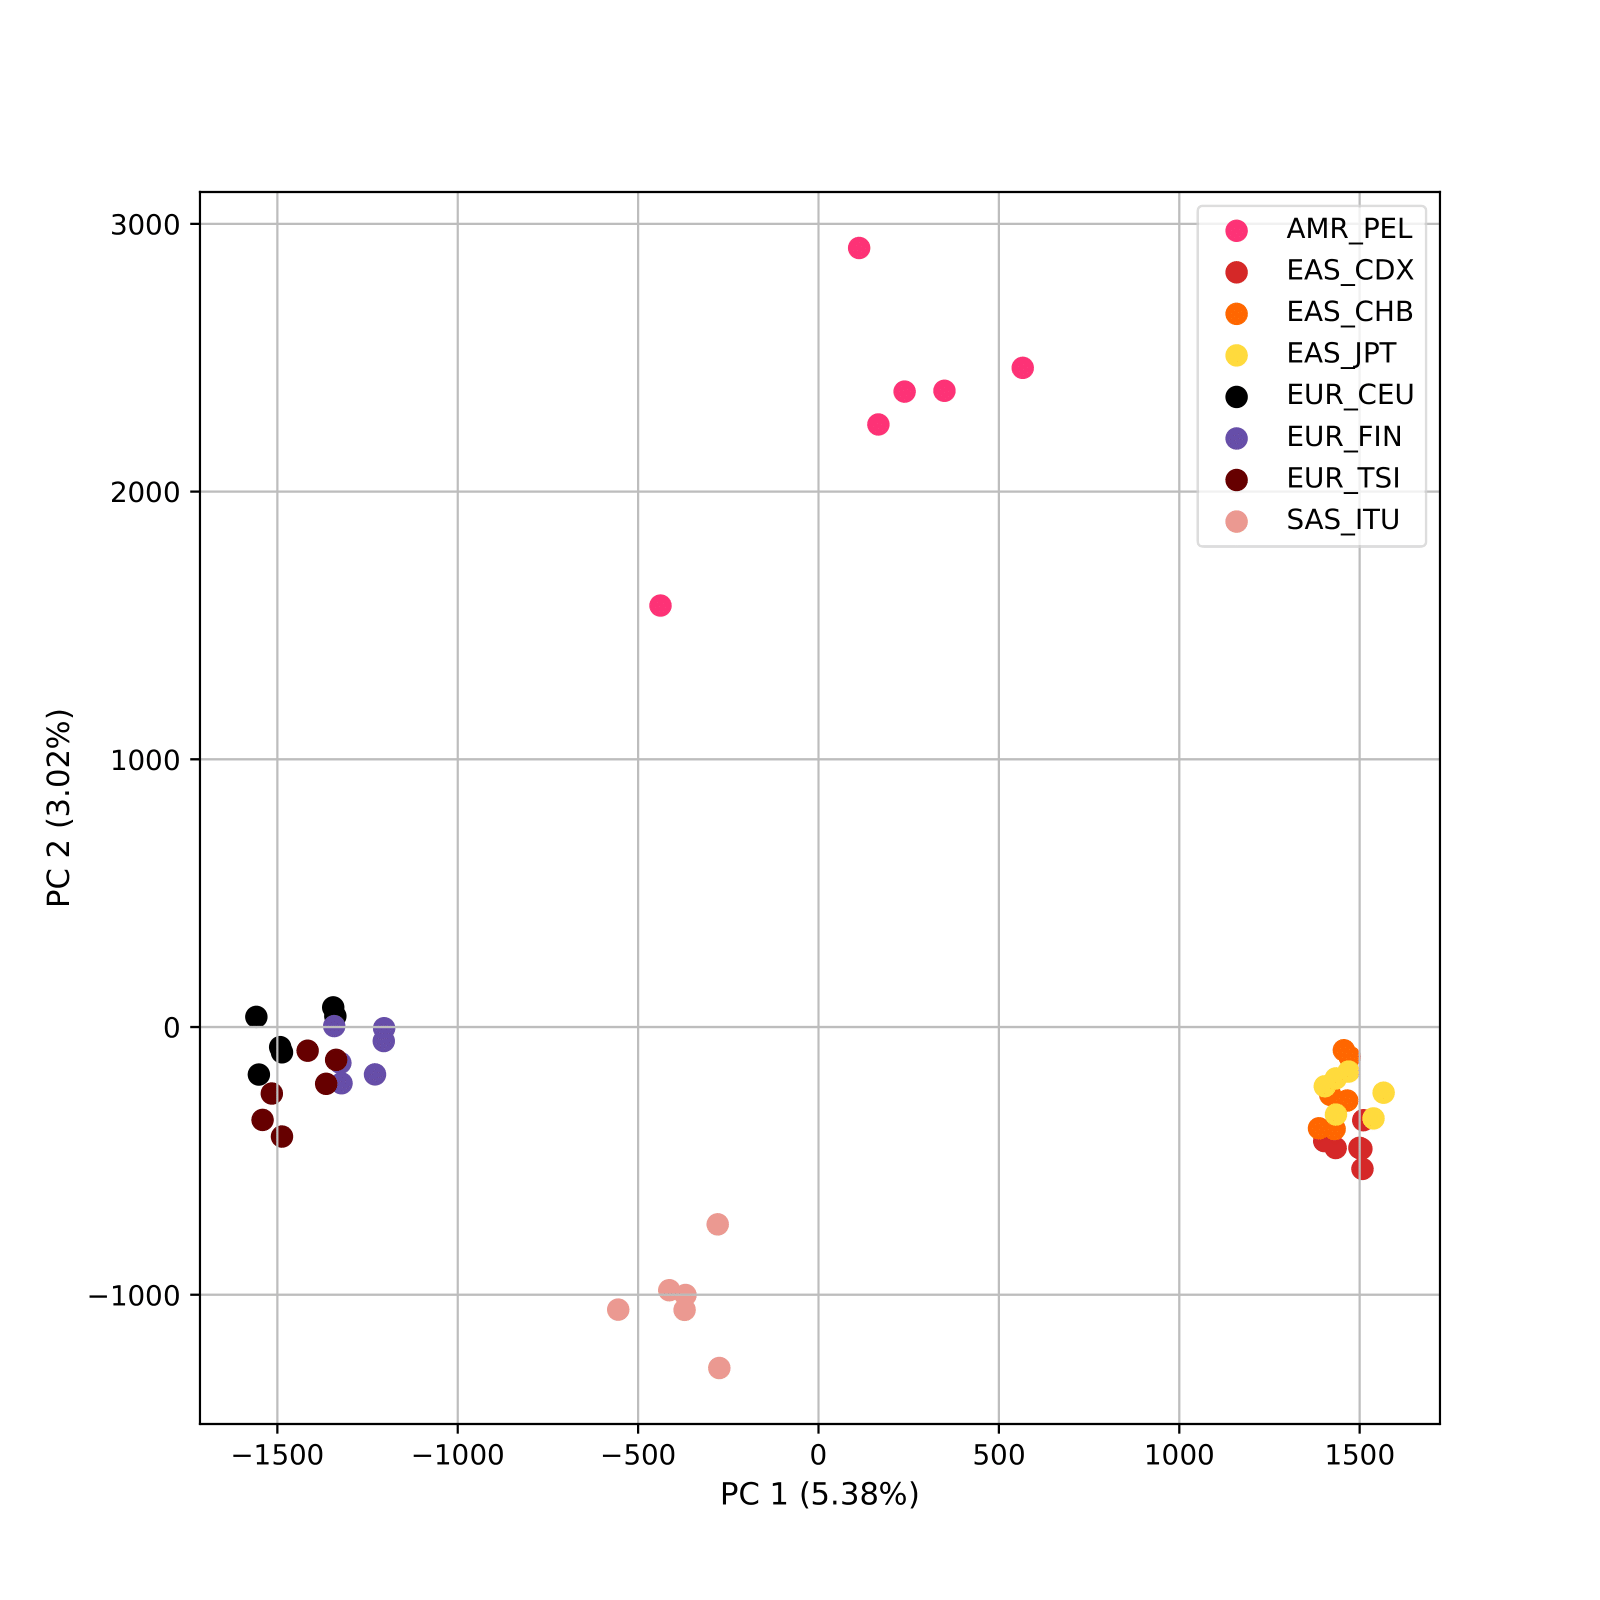 3000
2000
1000
0
−1000
PC 2 (3.02%)
AMR_PEL
EAS_CDX
EAS_CHB
EAS_JPT
EUR_CEU
EUR_FIN
EUR_TSI
SAS_ITU
−1500 −1000 −500 0 500 1000 1500
PC 1 (5.38%)